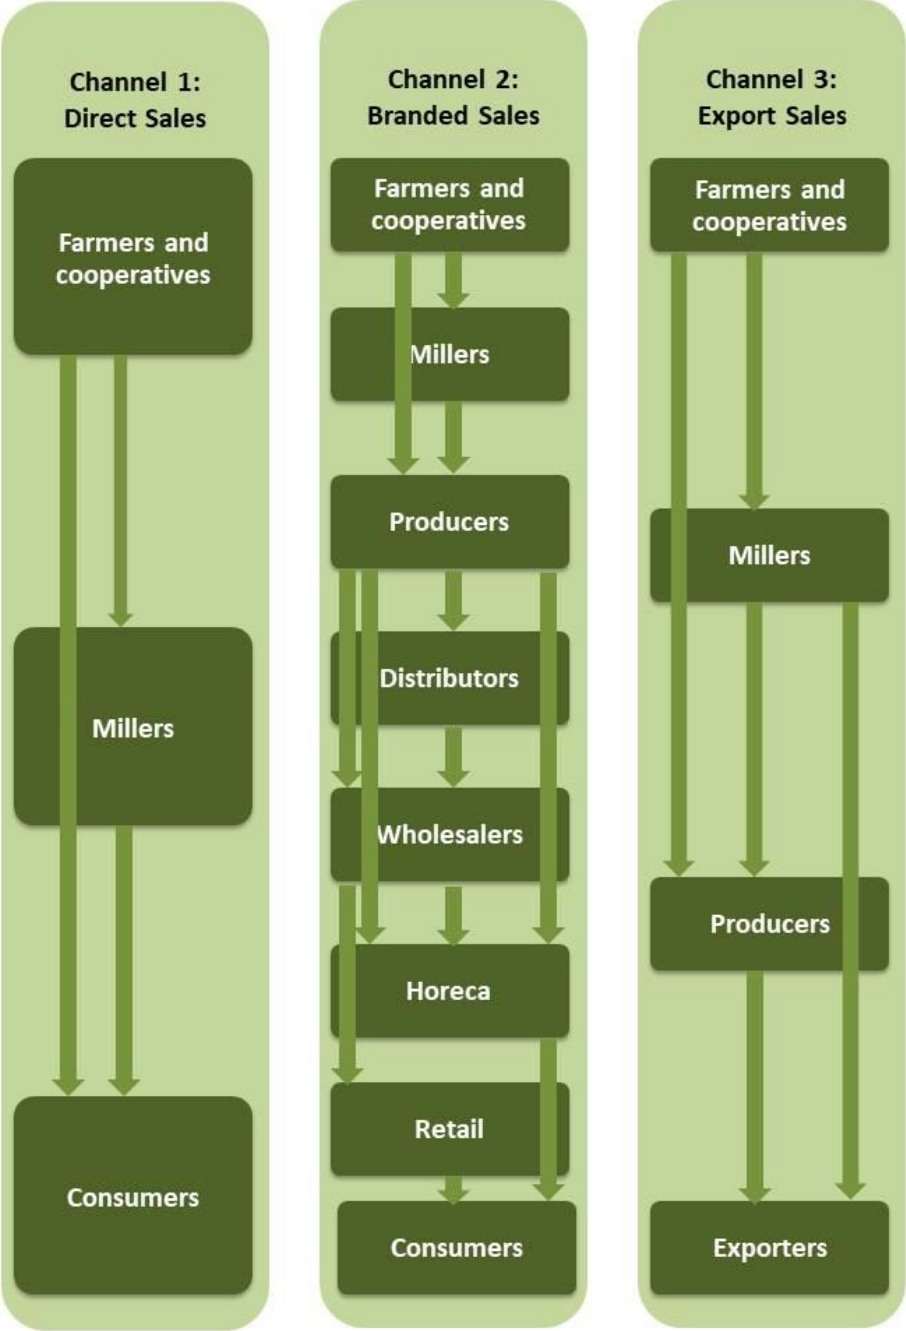 Channel 1:
Direct Sales
Farmers and
cooperatives
Millers
Consumers
Channel 2:
Branded Sales
Farmers and
cooperatives
Millers
Producers
Distributors
Wholesalers
Horeca
Retail
Consumers
Channel 3:
Export Sales
Farmers and
cooperatives
Millers
Producers
Exporters